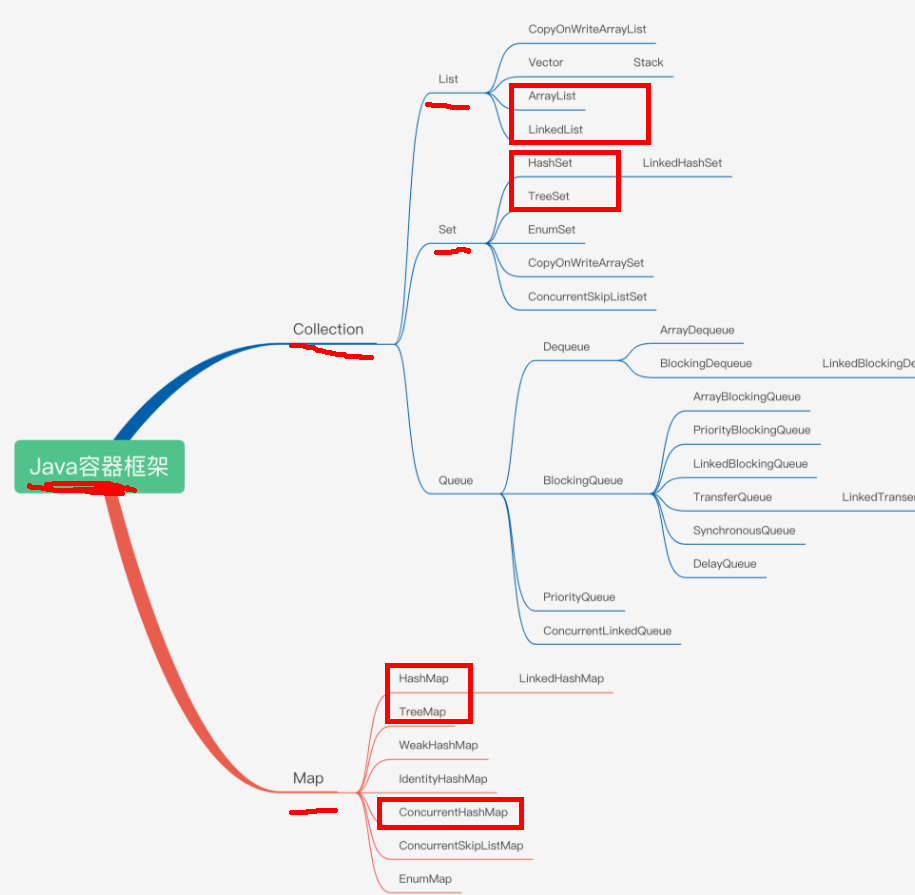 CopyOnWriteArrayList
Vector Stack
List
ArrayList
LinkedList
HashSet LinkedHashSet
TreeSet
Set
EnumSet
CopyOnWriteArraySet
ConcurrentSkipListSet
Collection
ArrayDequeue
Dequeue
BlockingDequeue LinkedBlockingDe
ArrayBlockingQueue
PriorityBlockingQueue
Java容器框架
LinkedBlockingQueue
Queue
BlockingQueue
TransferQueue LinkedTranser
SynchronousQueue
DelayQueue
PriorityQueue
ConcurrentLinkedQueue
HashMap LinkedHashMap
TreeMap
WeakHashMap
Map
IdentityHashMap
ConcurrentHashMap
ConcurrentSkipListMap
EnumMap